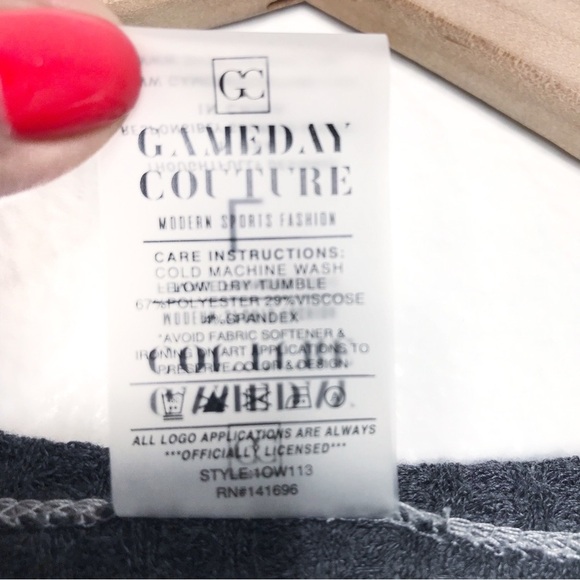 GC
GAMEDAY
COUTURE
MODERN SPORTS FASHION
CARE INSTRUCTIONS:
COLD MACHINE WASH
LOW DRY TUMBLE
67%POLYESTER 29%VISCOSE
4% SPANDEX
*AVOID FABRIC SOFTENER &
IRONING ON ART APPLICATIONS TO
PRESERVE COLOR & DESIGN*
ALL LOGO APPLICATIONS ARE ALWAYS
***OFFICIALLY LICENSED***
STYLE:1OW113
RN#141696